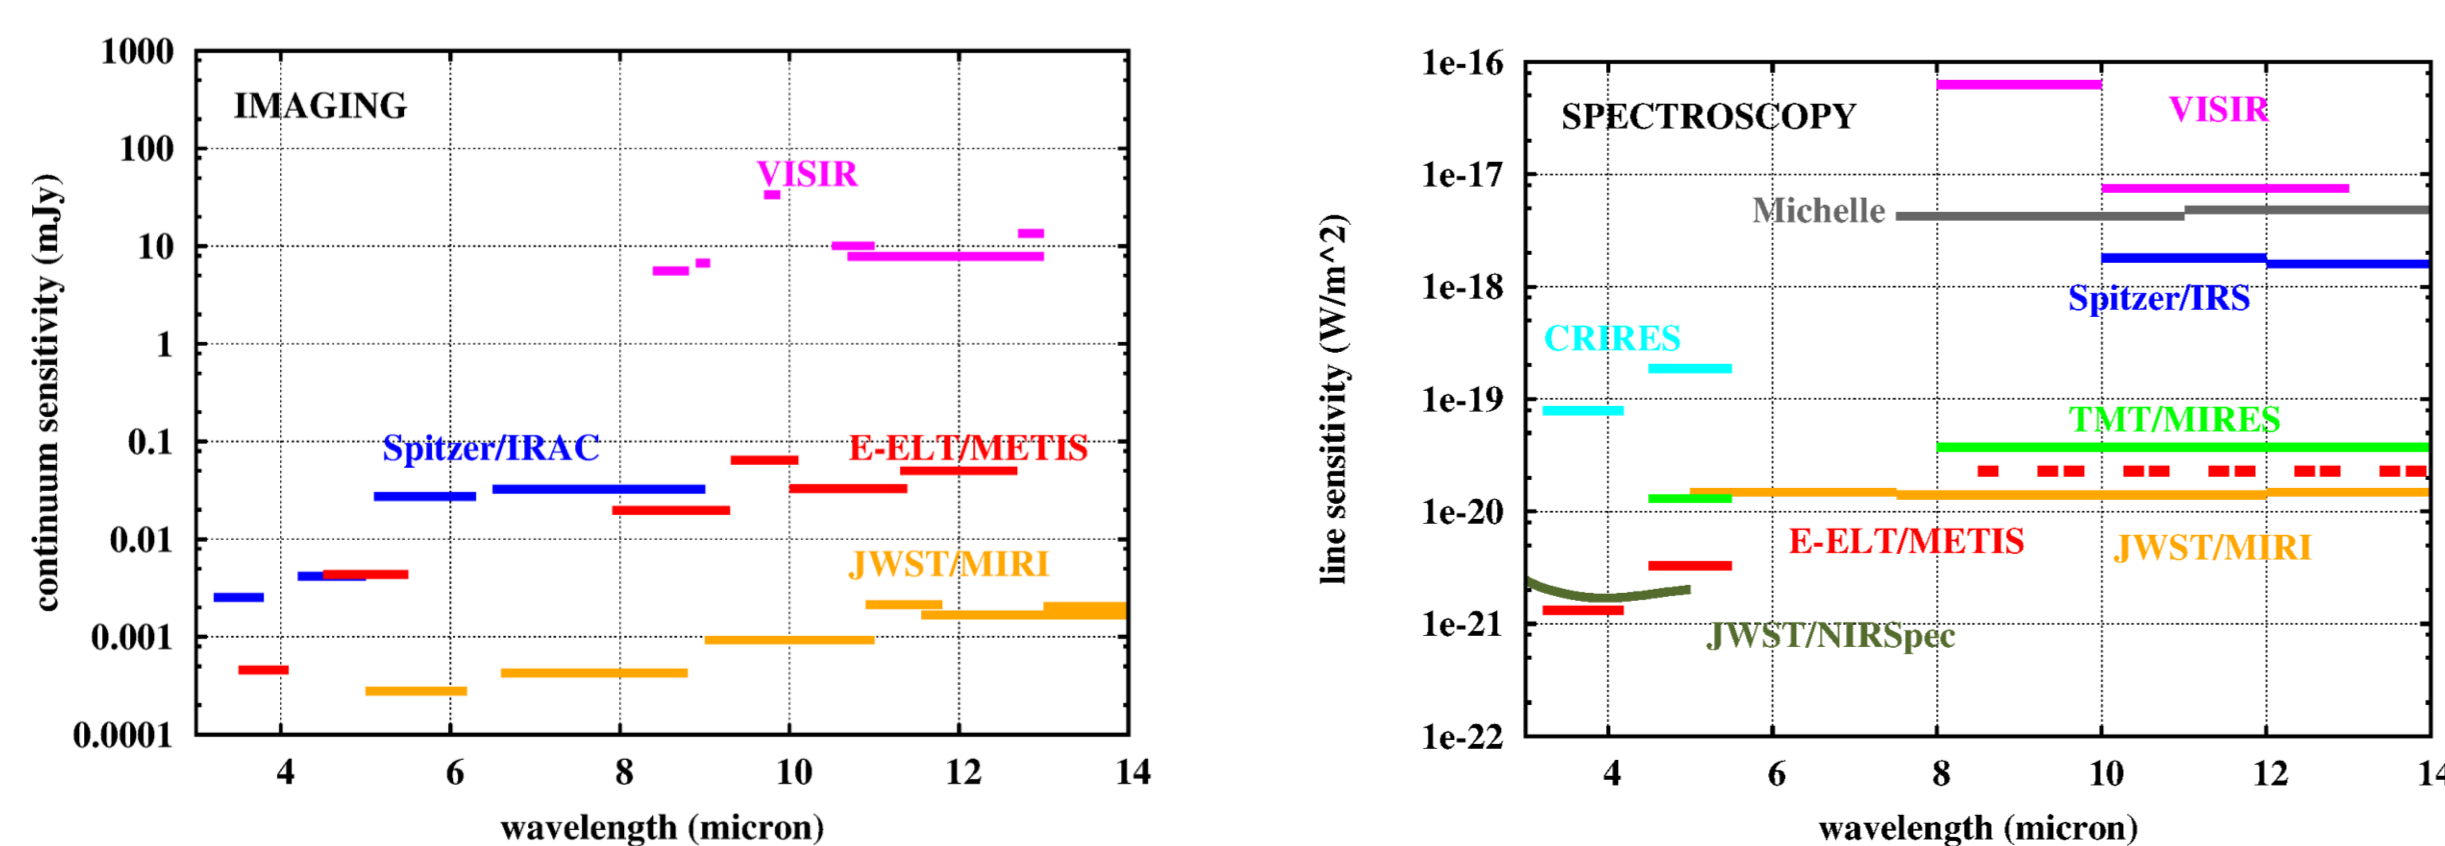 1000
100
10
1
0.1
0.01
0.001
0.0001
continuum sensitivity (mJy)
IMAGING
VISIR
Spitzer/IRAC
E-ELT/METIS
JWST/MIRI
4 6 8 10 12 14
wavelength (micron)
1e-16
1e-17
1e-18
1e-19
1e-20
1e-21
1e-22
line sensitivity (W/m^2)
SPECTROSCOPY
VISIR
Michelle
Spitzer/IRS
CRIRES
TMT/MIRES
E-ELT/METIS
JWST/MIRI
JWST/NIRSpec
4 6 8 10 12 14
wavelength (micron)